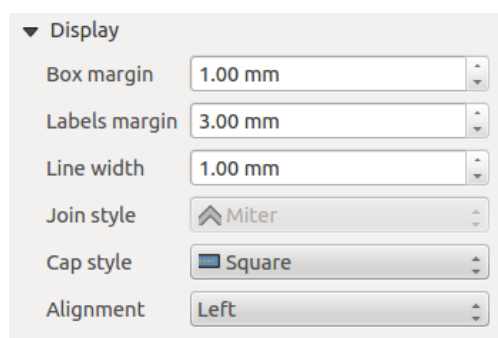 Display
Box margin 1.00 mm
Labels margin 3.00 mm
Line width 1.00 mm
Join style Miter
Cap style Square
Alignment Left